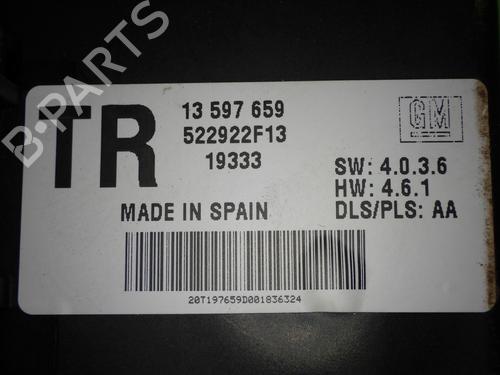 B-PARTS
TR
13 597 659
522922F13
19333
GM
SW: 4.0.3.6
HW: 4.6.1
DLS/PLS: AA
MADE IN SPAIN
20T197659D001836324